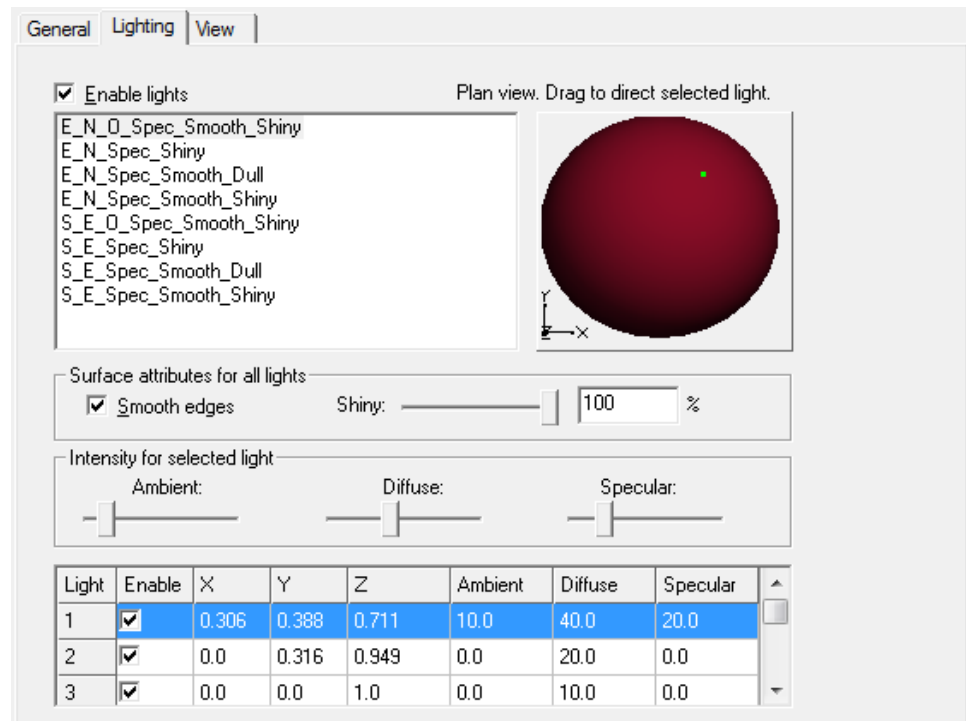 General Lighting View
Enable lights
Plan view. Drag to direct selected light.
E_N_O_Spec_Smooth_Shiny
E_N_Spec_Shiny
E_N_Spec_Smooth_Dull
E_N_Spec_Smooth_Shiny
S_E_O_Spec_Smooth_Shiny
S_E_Spec_Shiny
S_E_Spec_Smooth_Dull
S_E_Spec_Smooth_Shiny
Y
Z X
Surface attributes for all lights
Smooth edges Shiny: 100 %
Intensity for selected light
Ambient: Diffuse: Specular:
Light Enable X Y Z Ambient Diffuse Specular
1 0.306 0.388 0.711 10.0 40.0 20.0
2 0.0 0.316 0.949 0.0 20.0 0.0
3 0.0 0.0 1.0 0.0 10.0 0.0